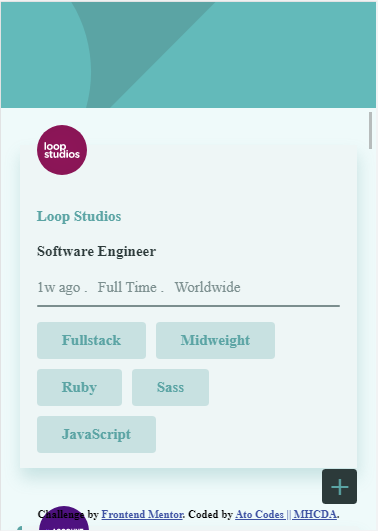 loop
studios
Loop Studios
Software Engineer
1w ago . Full Time . Worldwide
Fullstack
Midweight
Ruby
Sass
JavaScript
+
Challenge by Frontend Mentor. Coded by Ato Codes || MHCDA.